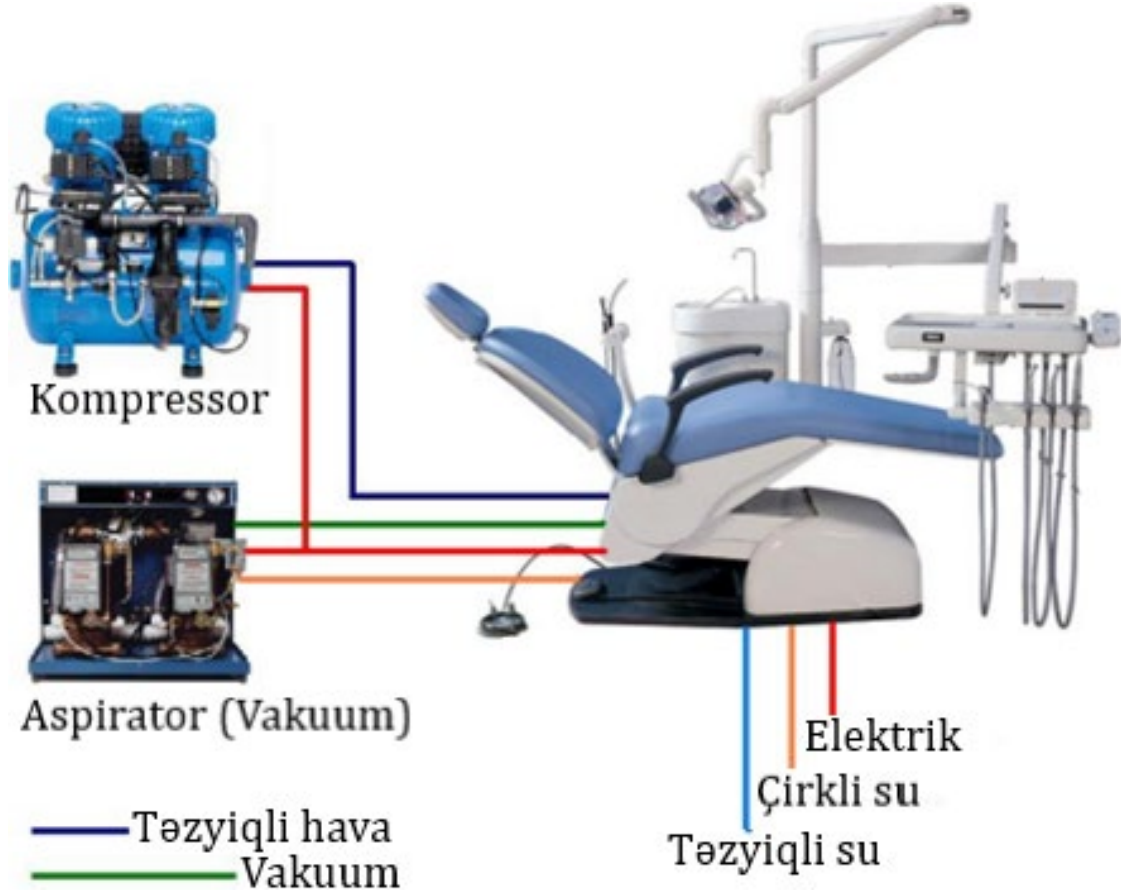 Kompressor
Aspirator (Vakuum)
Elektrik
Çirkli su
Təzyiqli su
Təzyiqli hava
Vakuum